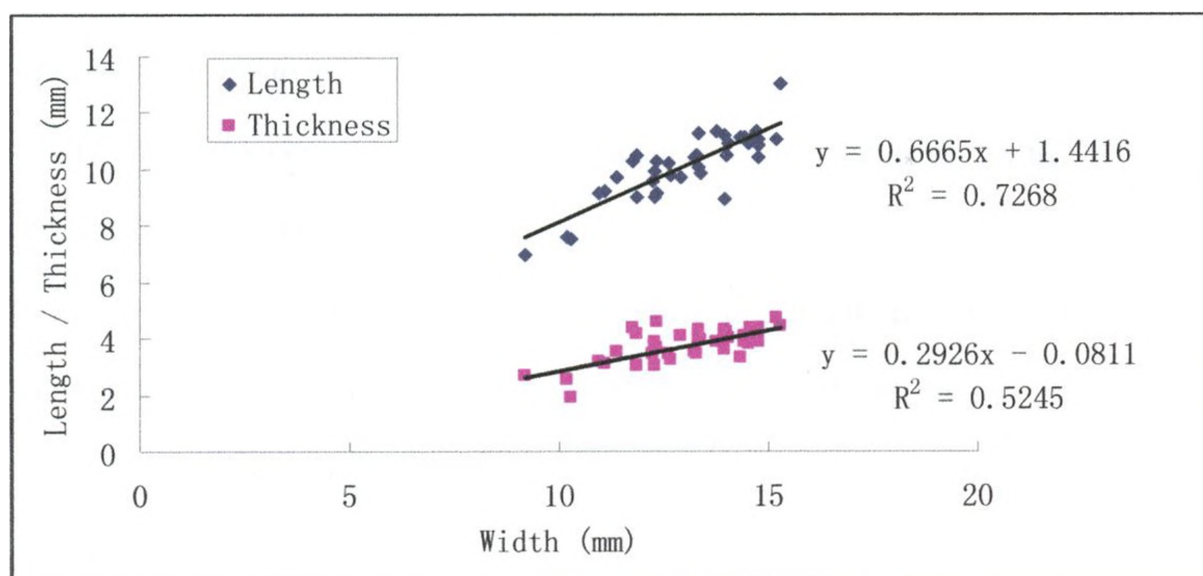 14
12
10
8
6
4
2
0
Length / Thickness (mm)
Length
Thickness
y = 0.6665x + 1.4416
R² = 0.7268
y = 0.2926x - 0.0811
R² = 0.5245
0 5 10 15 20
Width (mm)